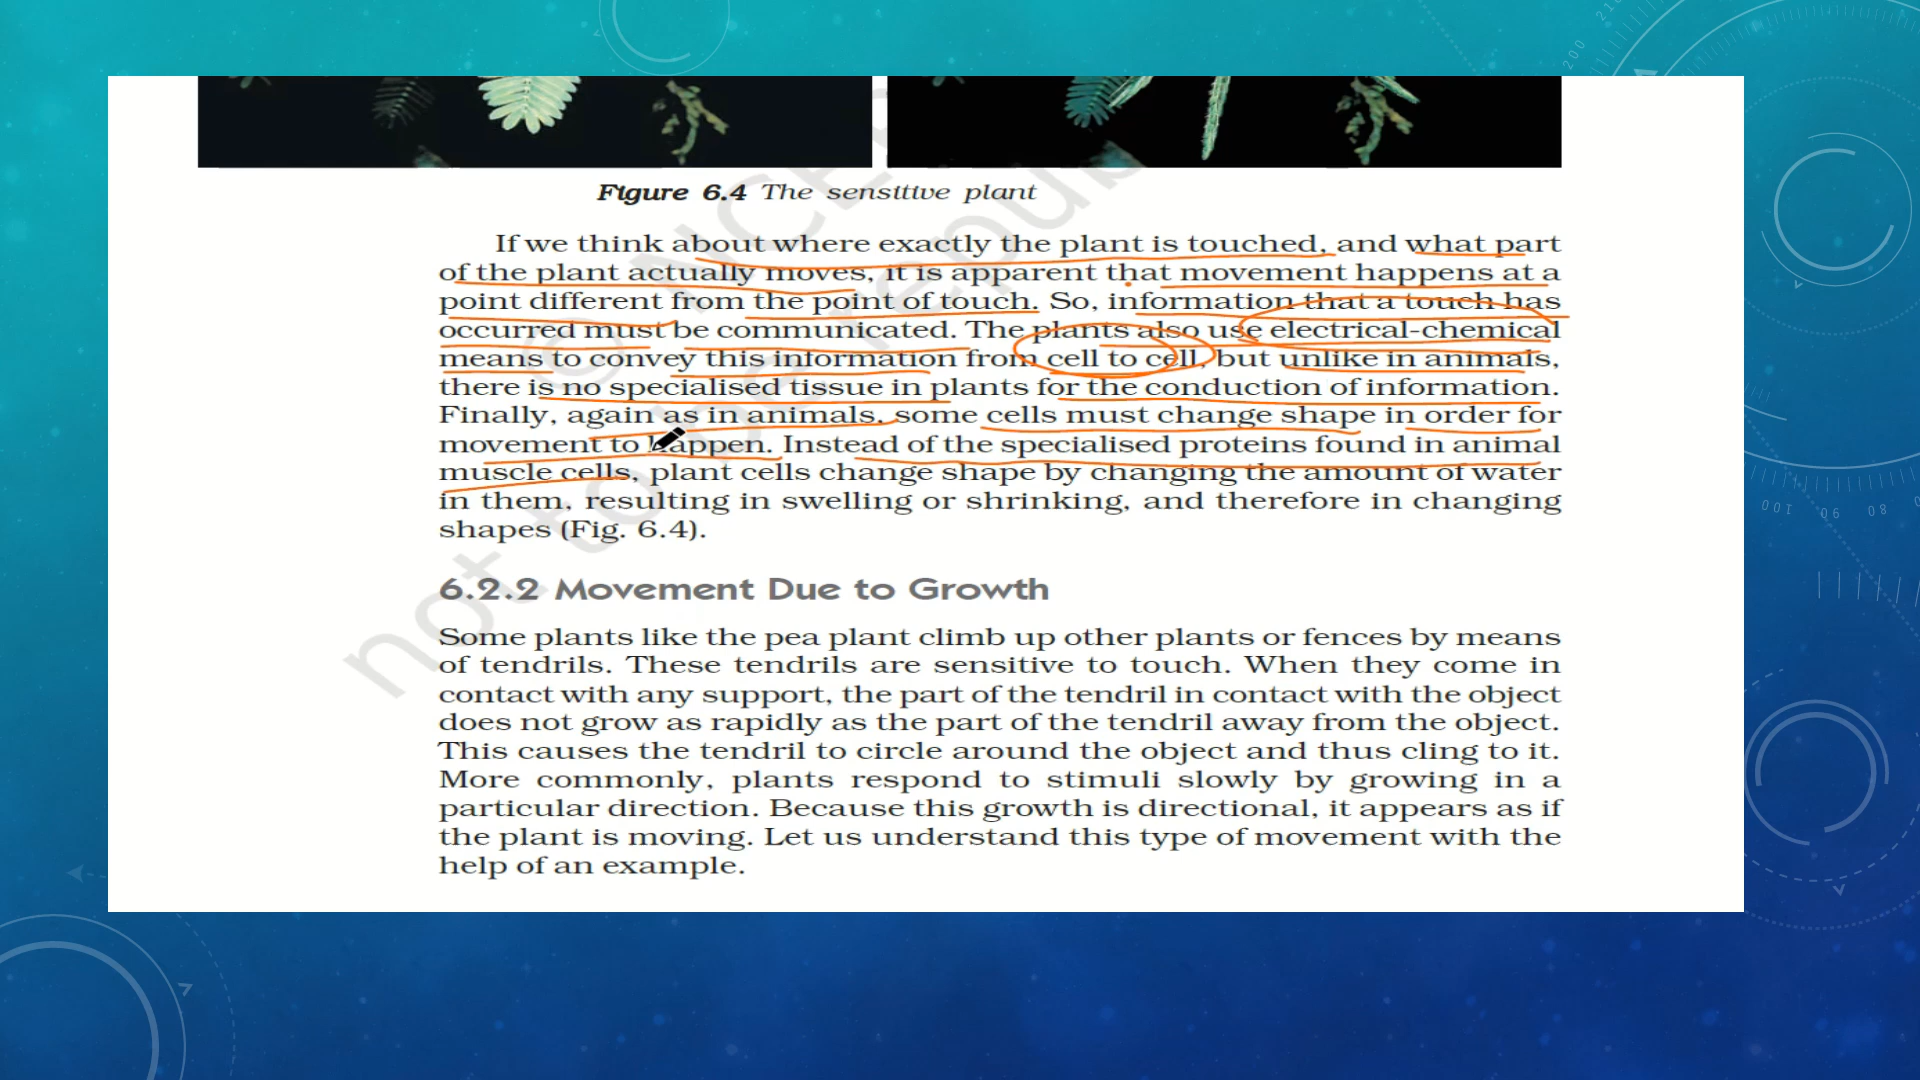 Figure 6.4 The sensitive plant
If we think about where exactly the plant is touched, and what part
of the plant actually moves, it is apparent that movement happens at a
point different from the point of touch. So, information that a touch has
occurred must be communicated. The plants also use electrical-chemical
means to convey this information from cell to cell, but unlike in animals,
there is no specialised tissue in plants for the conduction of information.
Finally, again as in animals, some cells must change shape in order for
movement to happen. Instead of the specialised proteins found in animal
muscle cells, plant cells change shape by changing the amount of water
in them, resulting in swelling or shrinking, and therefore in changing
shapes (Fig. 6.4).
6.2.2 Movement Due to Growth
Some plants like the pea plant climb up other plants or fences by means
of tendrils. These tendrils are sensitive to touch. When they come in
contact with any support, the part of the tendril in contact with the object
does not grow as rapidly as the part of the tendril away from the object.
This causes the tendril to circle around the object and thus cling to it.
More commonly, plants respond to stimuli slowly by growing in a
particular direction. Because this growth is directional, it appears as if
the plant is moving. Let us understand this type of movement with the
help of an example.
not to be repub
© NCE
200
100
90
80